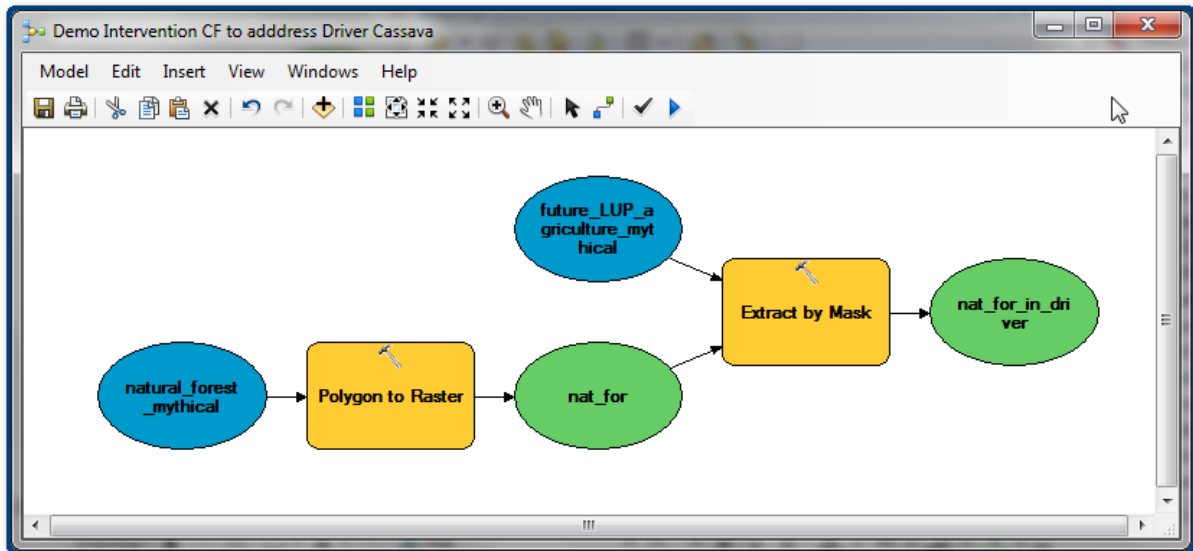 Demo Intervention CF to adddress Driver Cassava
Model Edit Insert View Windows Help
future_LUP_a
griculture_myt
hical
Extract by Mask
nat_for_in_dri
ver
natural_forest
_mythical
Polygon to Raster
nat_for